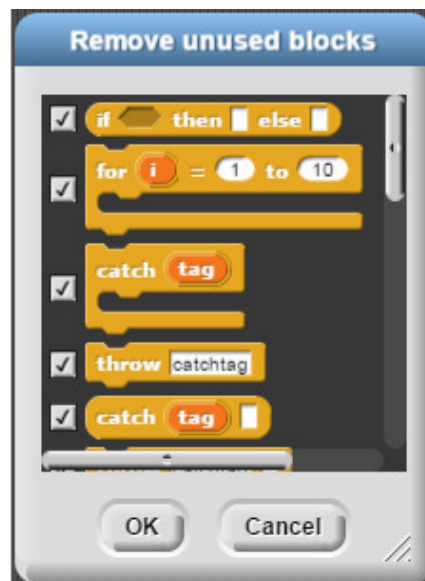 Remove unused blocks
if then else
for i = 1 to 10
catch tag
throw catchtag
catch tag
OK Cancel